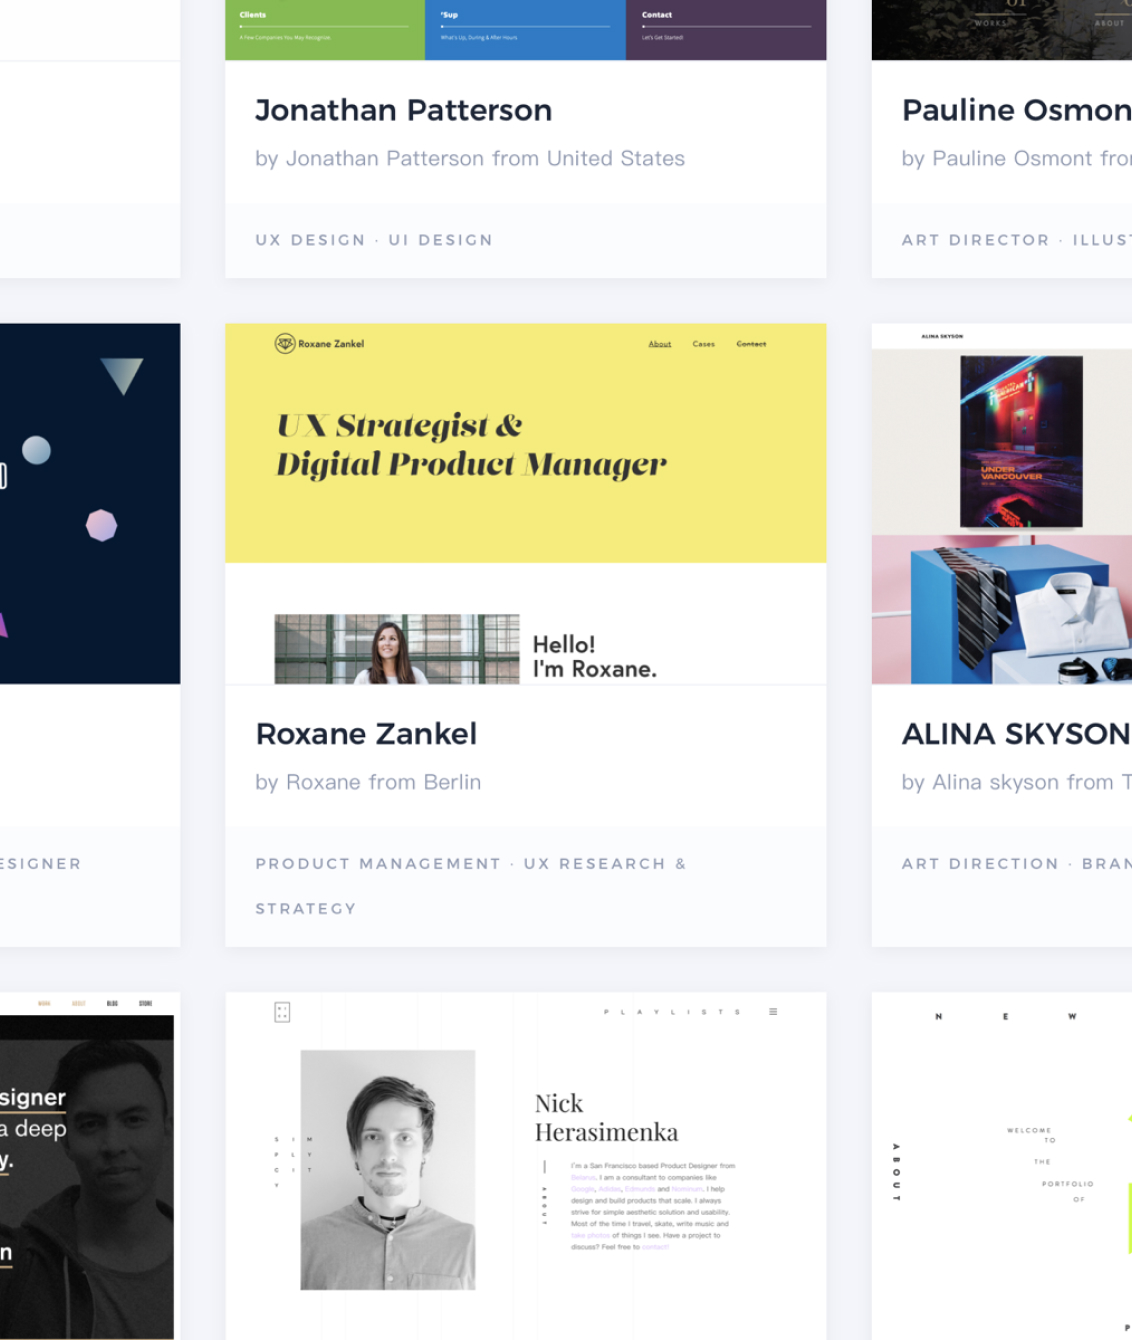 Clients
A Few Companies You May Recognize.
'Sup
What's Up, During & After Hours
Contact
Let's Get Started!
WORKS
ABOUT
Jonathan Patterson
by Jonathan Patterson from United States
UX DESIGN · UI DESIGN
Pauline Osmon
by Pauline Osmont fro
ART DIRECTOR · ILLUST
Roxane Zankel
About Cases Contact
UX Strategist &
Digital Product Manager
Hello!
I'm Roxane.
Roxane Zankel
by Roxane from Berlin
PRODUCT MANAGEMENT · UX RESEARCH &
STRATEGY
ALINA SKYSON
UNDER
VANCOUVER
ALINA SKYSON
by Alina skyson from T
ART DIRECTION · BRAN
ESIGNER
WORK ABOUT BLOG STORE
signer
a deep
y.
n
PLAYLISTS
SIM
PLY
CIT
Y
Nick
Herasimenka
ABOUT
I'm a San Francisco based Product Designer from
Belarus. I am a consultant to companies like
Google, Adidas, Edmunds and Nominum. I help
design and build products that scale. I always
strive for simple aesthetic solution and usability.
Most of the time I travel, skate, write music and
take photos of things I see. Have a project to
discuss? Feel free to contact!
N E W
ABOUT
WELCOME
TO
THE
PORTFOLIO
OF
P